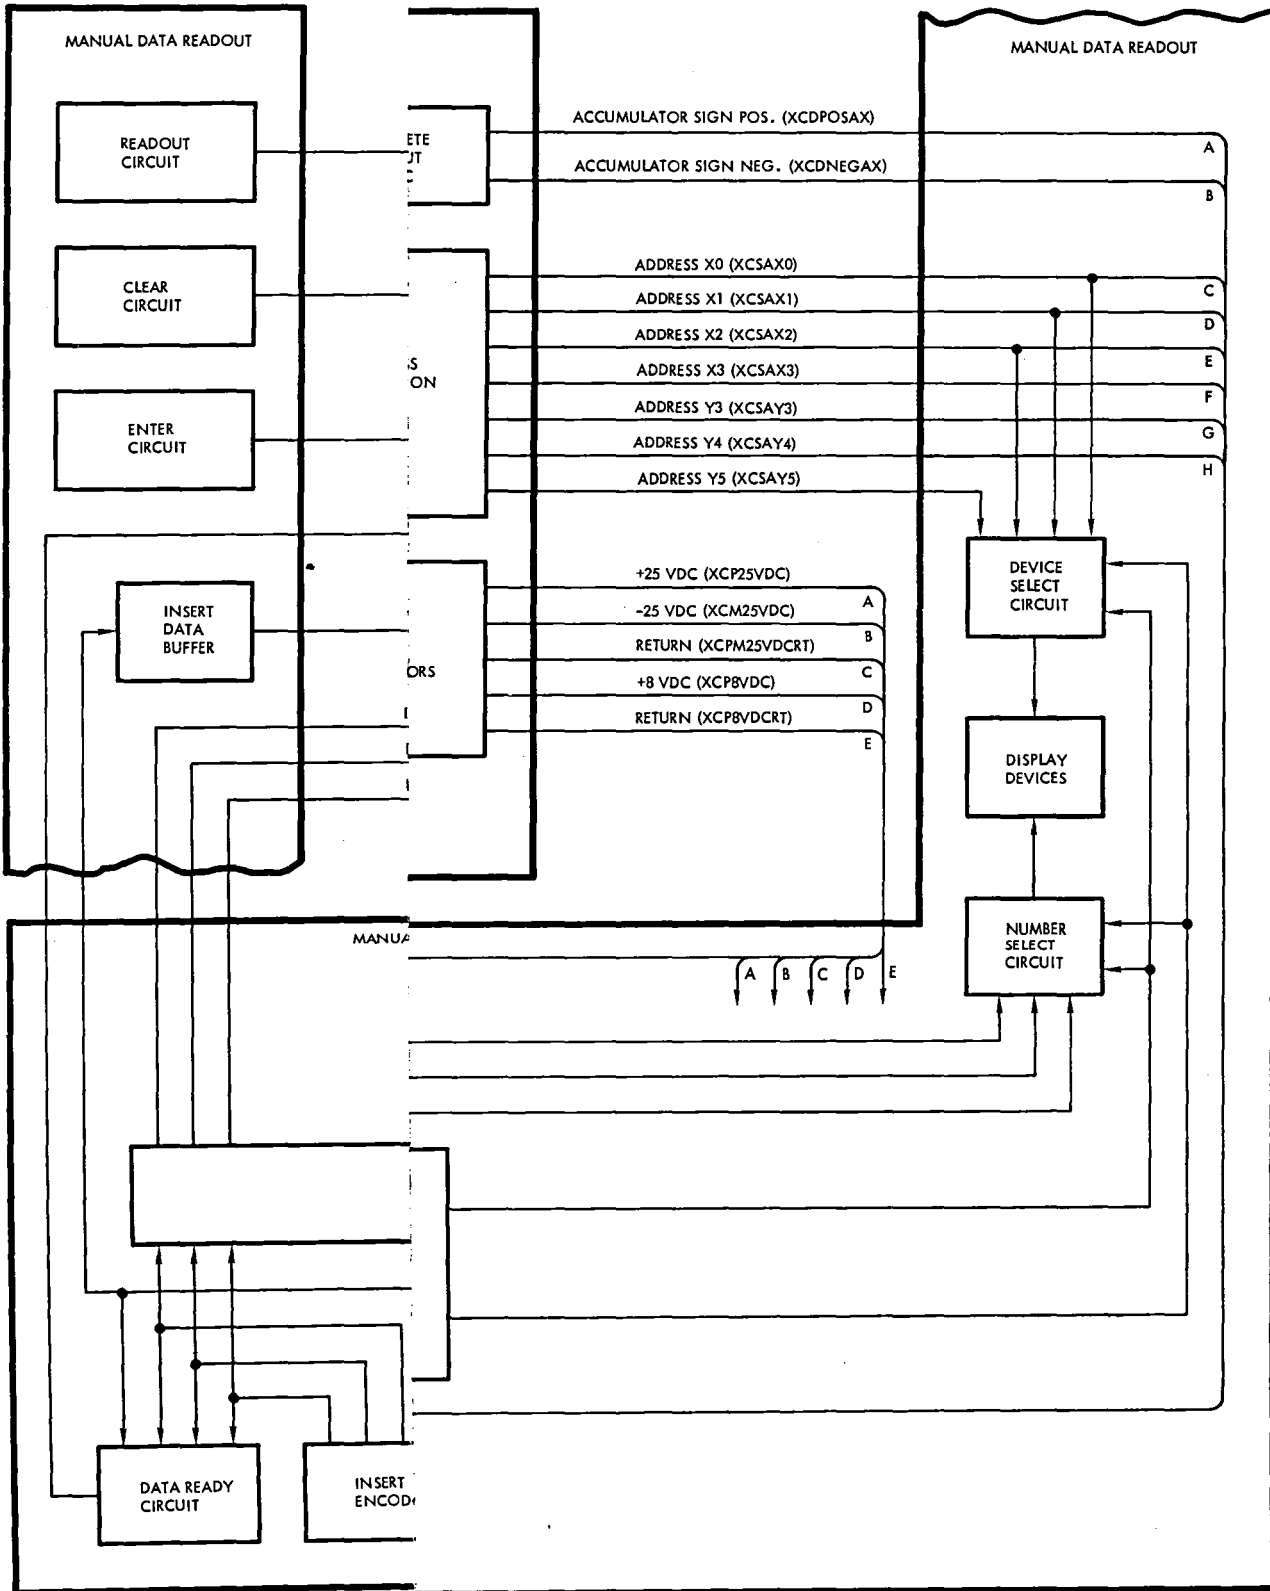 MANUAL DATA READOUT
READOUT
CIRCUIT
CLEAR
CIRCUIT
ENTER
CIRCUIT
INSERT
DATA
BUFFER
ETE
ON
ORS
ACCUMULATOR SIGN POS. (XCDPOSAX)
A
ACCUMULATOR SIGN NEG. (XCDNEGAX)
B
ADDRESS X0 (XCSAX0)
C
ADDRESS X1 (XCSAX1)
D
ADDRESS X2 (XCSAX2)
E
ADDRESS X3 (XCSAX3)
F
ADDRESS Y3 (XCSAY3)
G
ADDRESS Y4 (XCSAY4)
H
ADDRESS Y5 (XCSAY5)
+25 VDC (XCP25VDC)
A
-25 VDC (XCM25VDC)
B
RETURN (XCPM25VDCRT)
C
+8 VDC (XCP8VDC)
D
RETURN (XCP8VDCRT)
E
MANUAL DATA READOUT
DEVICE
SELECT
CIRCUIT
DISPLAY
DEVICES
NUMBER
SELECT
CIRCUIT
MANUA
A B C D E
DATA READY
CIRCUIT
INSERT
ENCOD